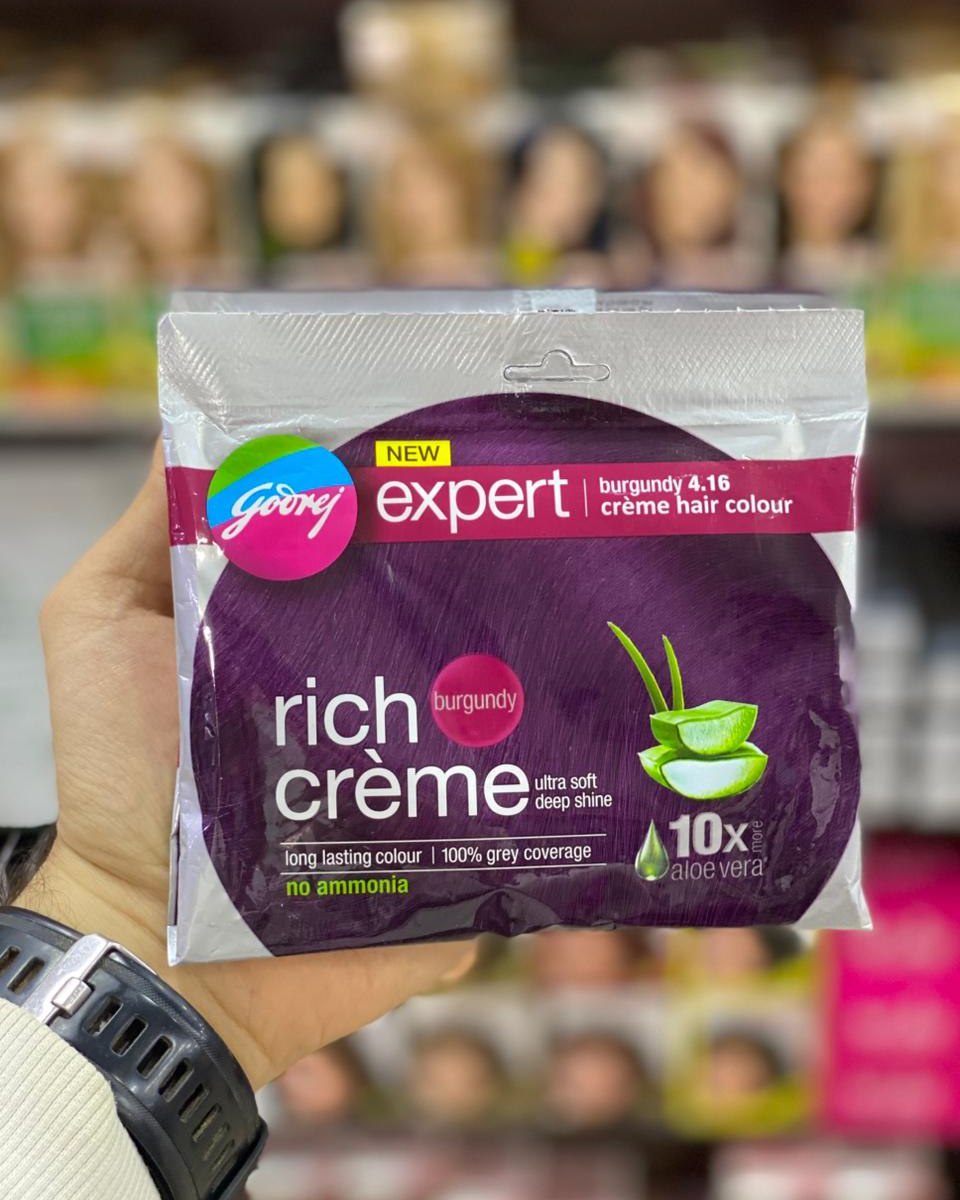 NEW
Godrej
expert
burgundy 4.16
crème hair colour
rich
burgundy
crème
ultra soft
deep shine
long lasting colour | 100% grey coverage
no ammonia
10x more
aloe vera